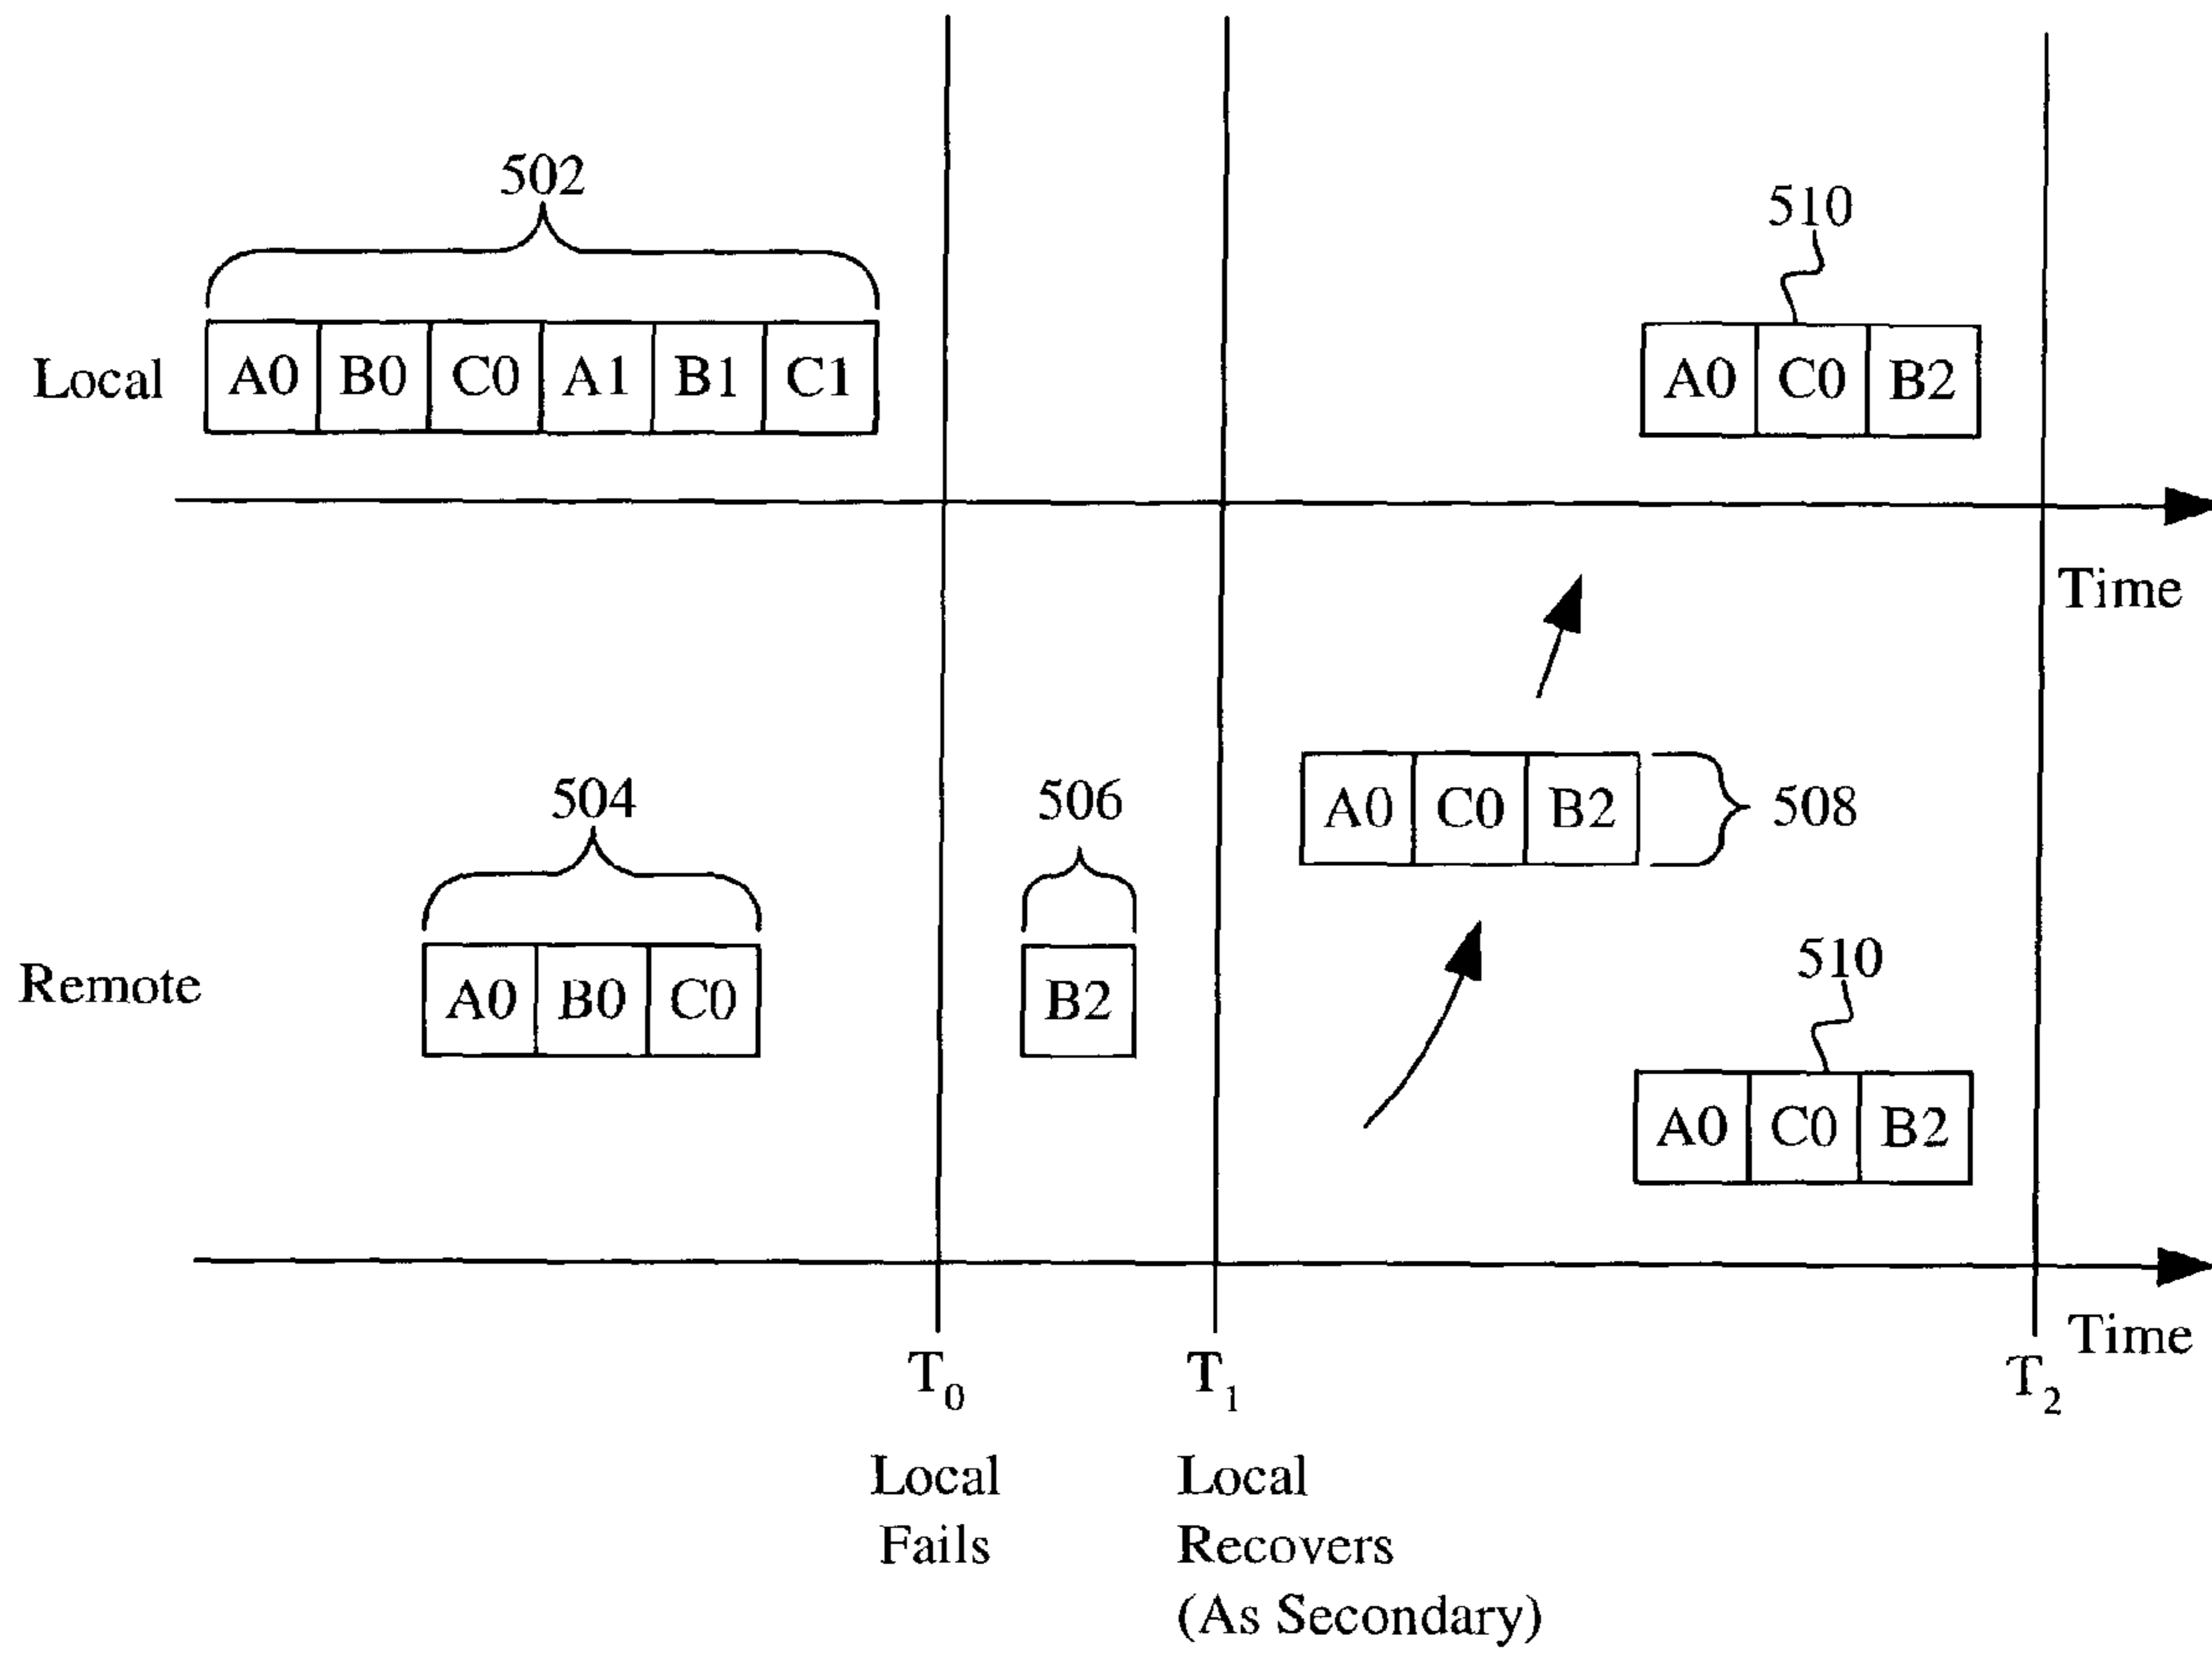 502
510
Local
A0 B0 C0 A1 B1 C1
A0 C0 B2
Time
504
506
A0 C0 B2
508
Remote
A0 B0 C0
B2
510
A0 C0 B2
Time
T0
T1
T2
Local
Fails
Local
Recovers
(As Secondary)